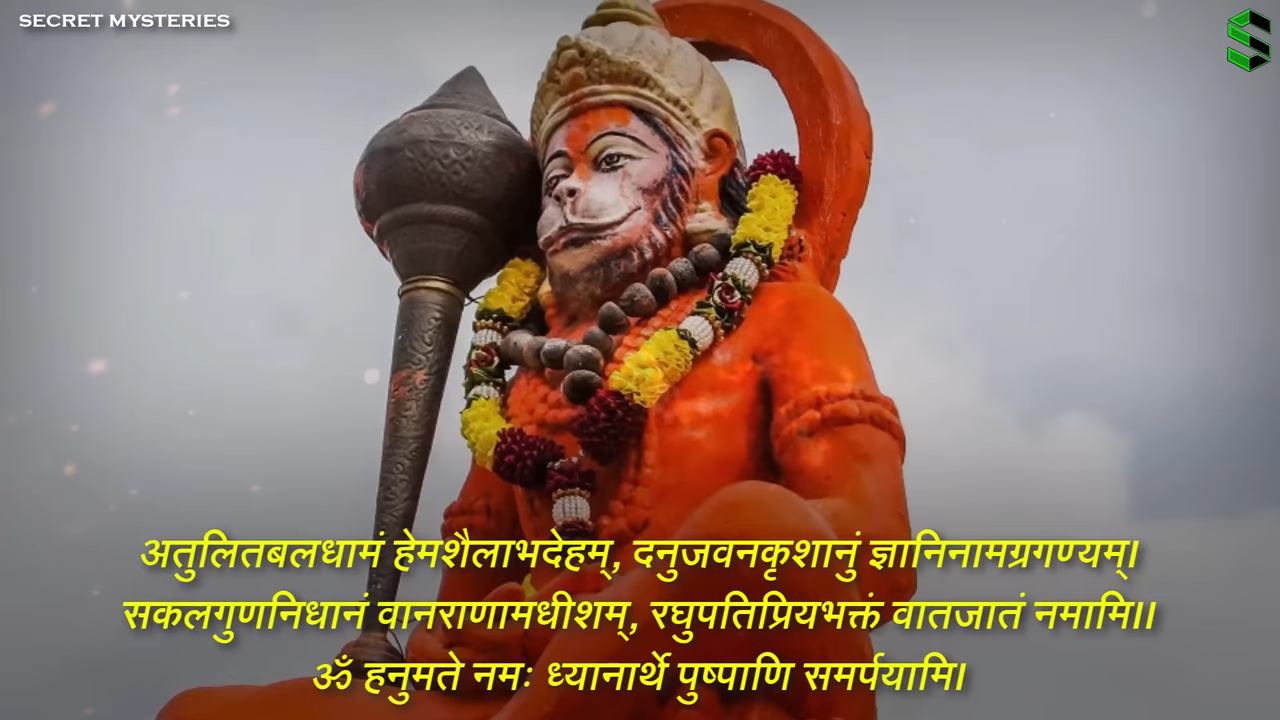 SECRET MYSTERIES
अतुलितबलधामं हेमशैलाभदेहम्, दनुजवनकृशानुं ज्ञानिनामग्रगण्यम्।
सकलगुणनिधानं वानराणामधीशम्, रघुपतिप्रियभक्तं वातजातं नमामि।।
ॐ हनुमते नमः ध्यानार्थे पुष्पाणि समर्पयामि।